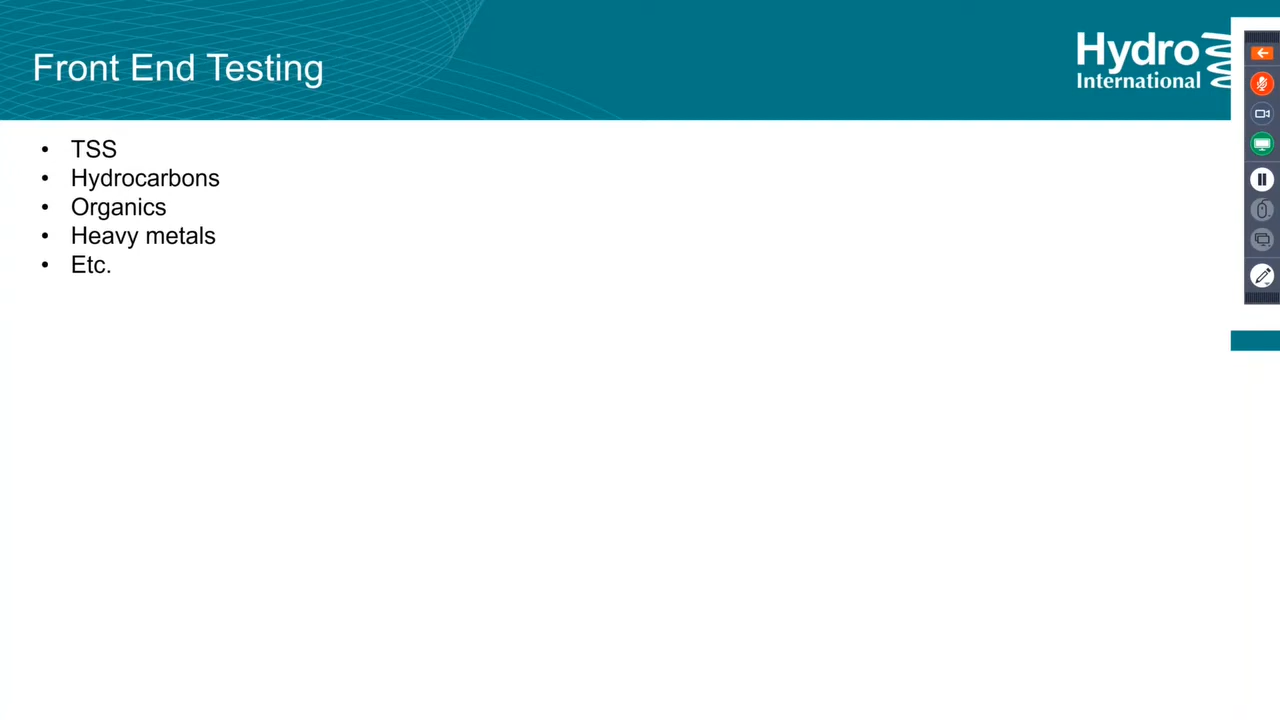 Front End Testing
Hydro
International
• TSS
• Hydrocarbons
• Organics
• Heavy metals
• Etc.